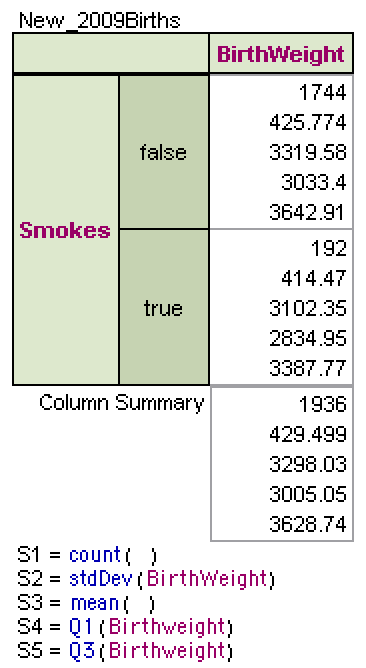 New_2009Births
BirthWeight
Smokes
false
1744
425.774
3319.58
3033.4
3642.91
true
192
414.47
3102.35
2834.95
3387.77
Column Summary
1936
429.499
3298.03
3005.05
3628.74
S1 = count( )
S2 = stdDev(BirthWeight)
S3 = mean( )
S4 = Q1(Birthweight)
S5 = Q3(Birthweight)